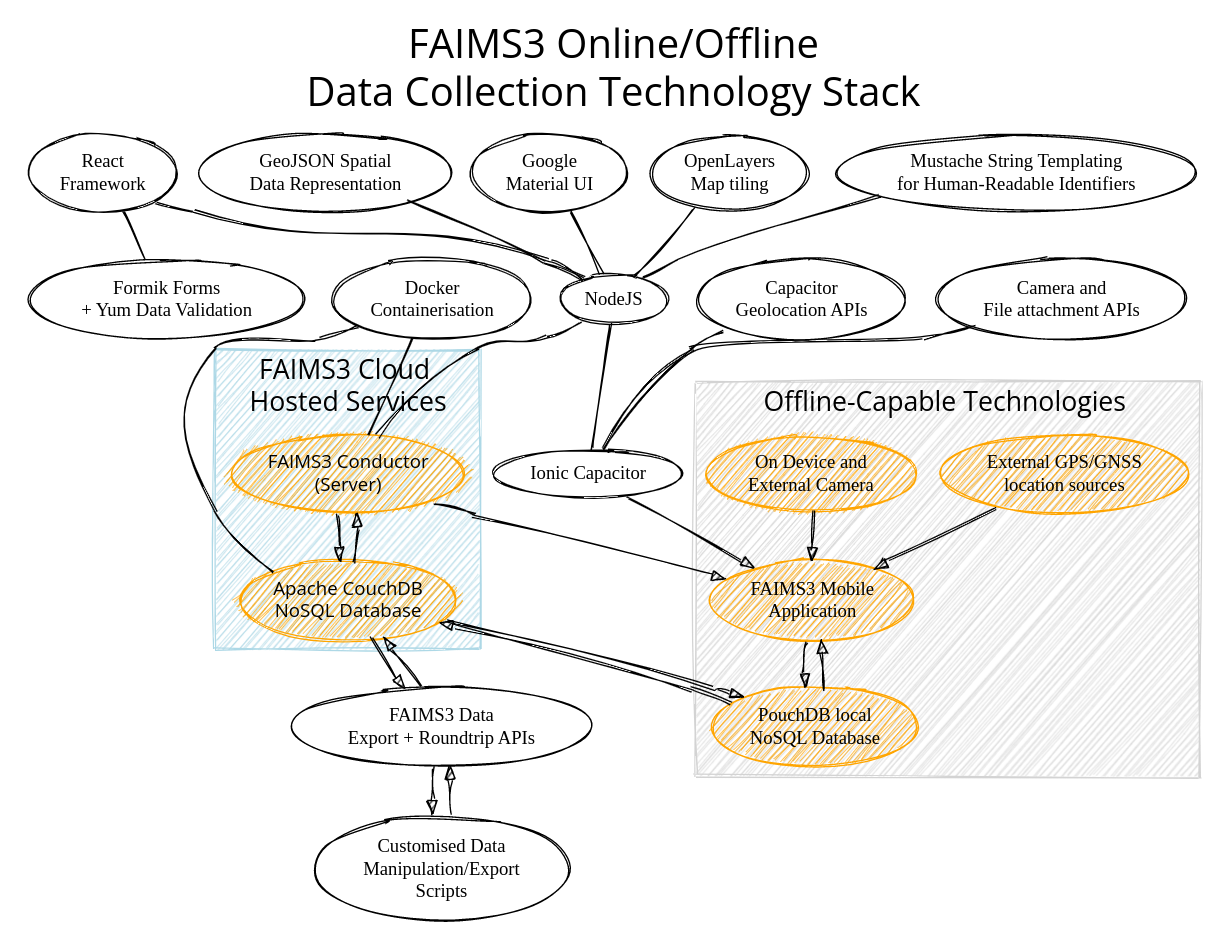 FAIMS3 Online/Offline
Data Collection Technology Stack
React
Framework
GeoJSON Spatial
Data Representation
Google
Material UI
OpenLayers
Map tiling
Mustache String Templating
for Human-Readable Identifiers
Formik Forms
+ Yum Data Validation
Docker
Containerisation
NodeJS
Capacitor
Geolocation APIs
Camera and
File attachment APIs
FAIMS3 Cloud
Hosted Services
Offline-Capable Technologies
FAIMS3 Conductor
(Server)
Ionic Capacitor
On Device and
External Camera
External GPS/GNSS
location sources
Apache CouchDB
NoSQL Database
FAIMS3 Mobile
Application
FAIMS3 Data
Export + Roundtrip APIs
PouchDB local
NoSQL Database
Customised Data
Manipulation/Export
Scripts